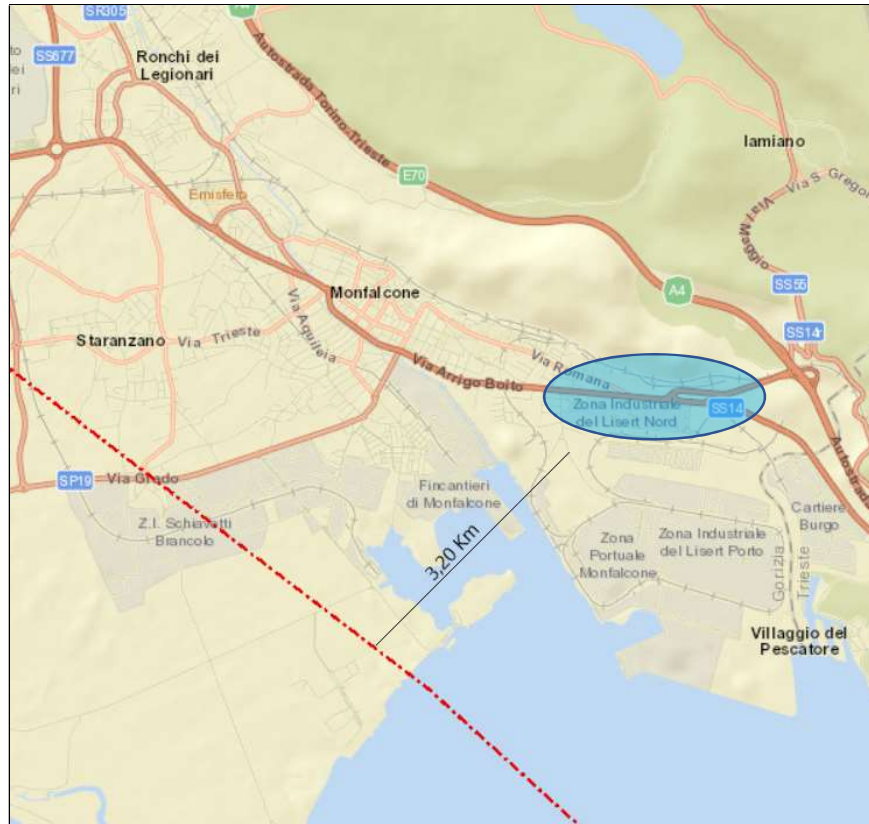 SR305
A4
SS677
Ronchi dei
Legionari
Autostrada Torino-Trieste
Iamiano
E70
Via S. Gregor
Via I Maggio
Emisfero
A4
SS55
Monfalcone
SS14
Via Aquileia
Staranzano
Via Trieste
Via Romana
Via Arrigo Boito
Zona Industriale
del Lisert Nord
SS14
Autostrada
SP19
Via Grado
Fincantieri
di Monfalcone
Cartiere
Burgo
Z.I. Schiavetti
Brancolo
3,20 Km
Zona
Portuale
Monfalcone
Zona Industriale
del Lisert Porto
Gorizia
Trieste
Villaggio del
Pescatore